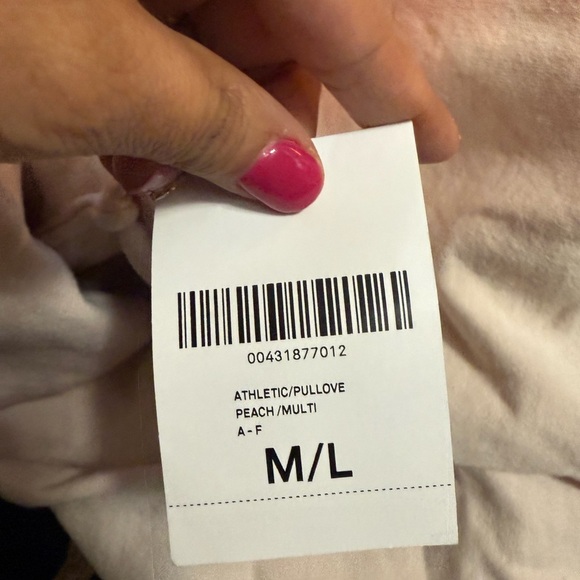 00431877012
ATHLETIC/PULLOVE
PEACH /MULTI
A - F
M/L